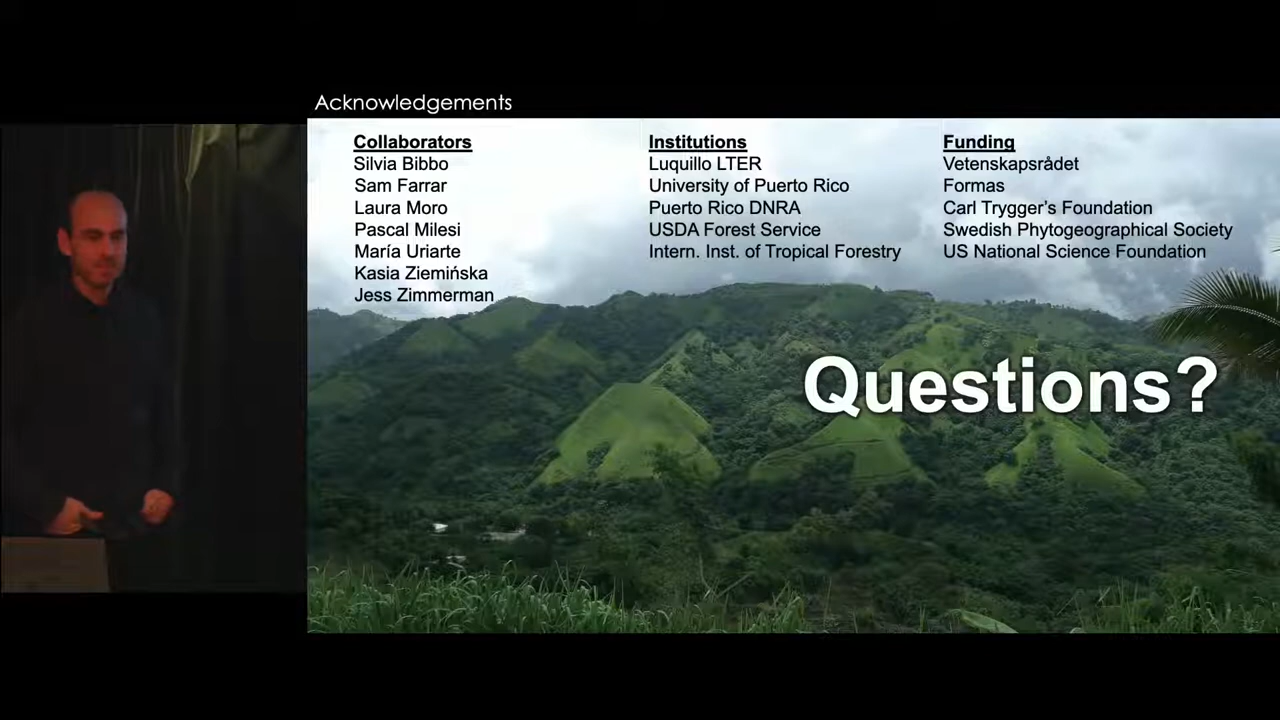 Acknowledgements
Collaborators
Silvia Bibbo
Sam Farrar
Laura Moro
Pascal Milesi
María Uriarte
Kasia Ziemińska
Jess Zimmerman
Institutions
Luquillo LTER
University of Puerto Rico
Puerto Rico DNRA
USDA Forest Service
Intern. Inst. of Tropical Forestry
Funding
Vetenskapsrådet
Formas
Carl Trygger's Foundation
Swedish Phytogeographical Society
US National Science Foundation
Questions?